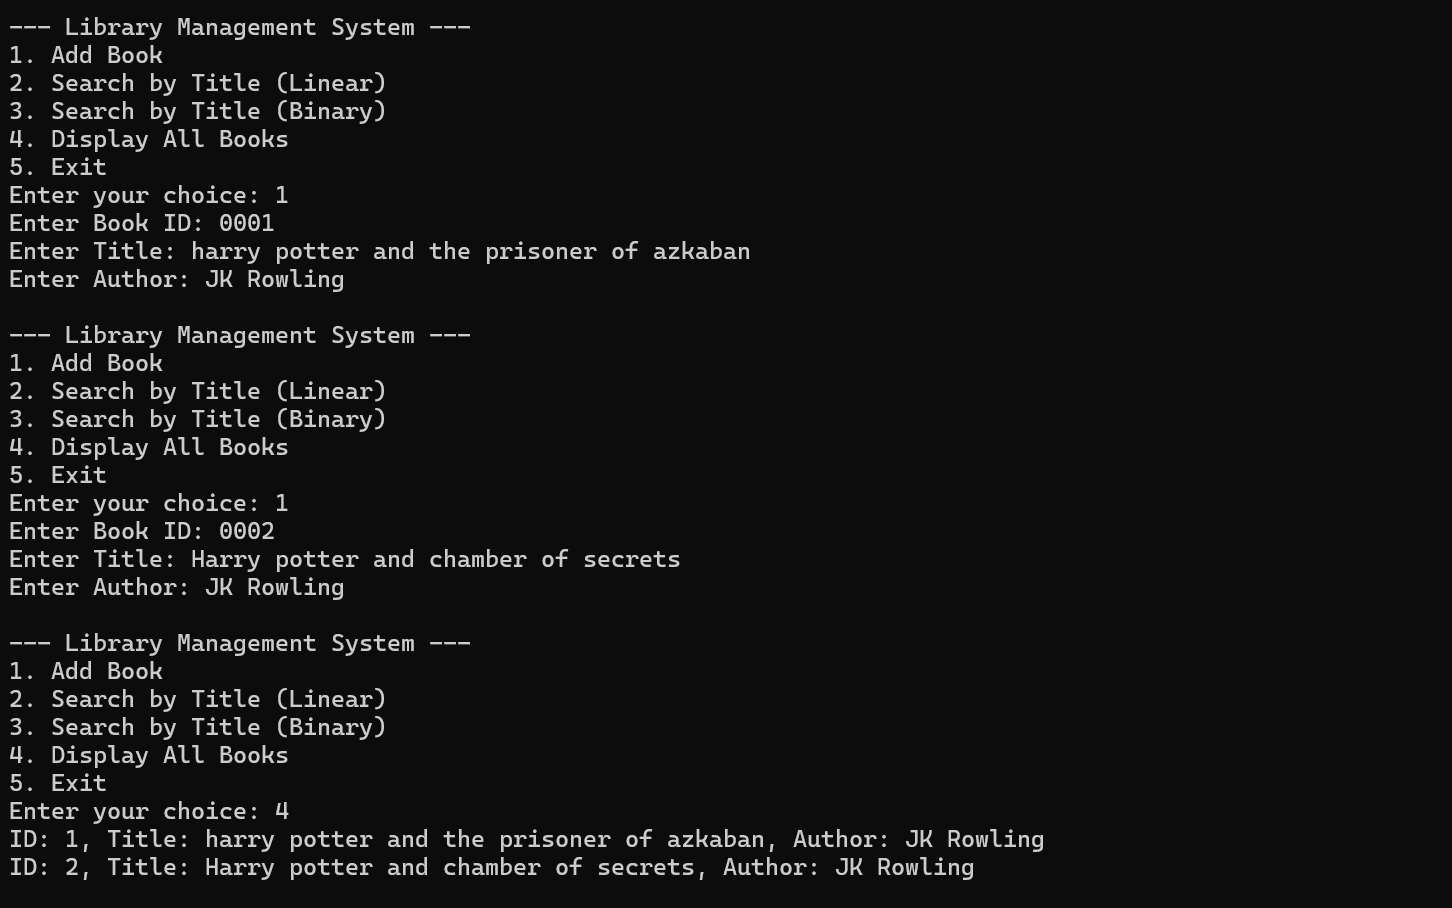 --- Library Management System ---
1. Add Book
2. Search by Title (Linear)
3. Search by Title (Binary)
4. Display All Books
5. Exit
Enter your choice: 1
Enter Book ID: 0001
Enter Title: harry potter and the prisoner of azkaban
Enter Author: JK Rowling

--- Library Management System ---
1. Add Book
2. Search by Title (Linear)
3. Search by Title (Binary)
4. Display All Books
5. Exit
Enter your choice: 1
Enter Book ID: 0002
Enter Title: Harry potter and chamber of secrets
Enter Author: JK Rowling

--- Library Management System ---
1. Add Book
2. Search by Title (Linear)
3. Search by Title (Binary)
4. Display All Books
5. Exit
Enter your choice: 4
ID: 1, Title: harry potter and the prisoner of azkaban, Author: JK Rowling
ID: 2, Title: Harry potter and chamber of secrets, Author: JK Rowling